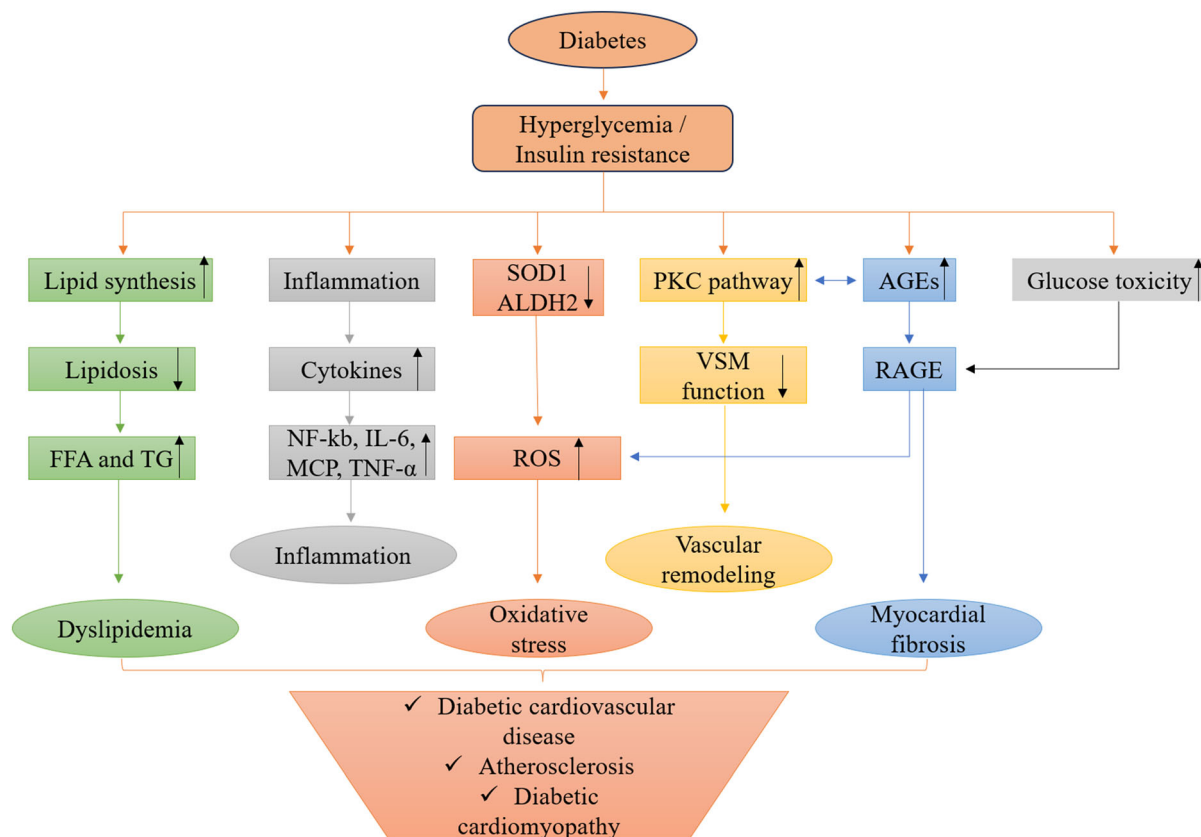 Diabetes
Hyperglycemia /
Insulin resistance
Lipid synthesis
Inflammation
SOD1
ALDH2
PKC pathway
AGEs
Glucose toxicity
Lipidosis
Cytokines
VSM
function
RAGE
FFA and TG
NF-kb, IL-6,
MCP, TNF-α
ROS
Inflammation
Vascular
remodeling
Dyslipidemia
Oxidative
stress
Myocardial
fibrosis
✓ Diabetic cardiovascular
disease
✓ Atherosclerosis
✓ Diabetic
cardiomyopathy